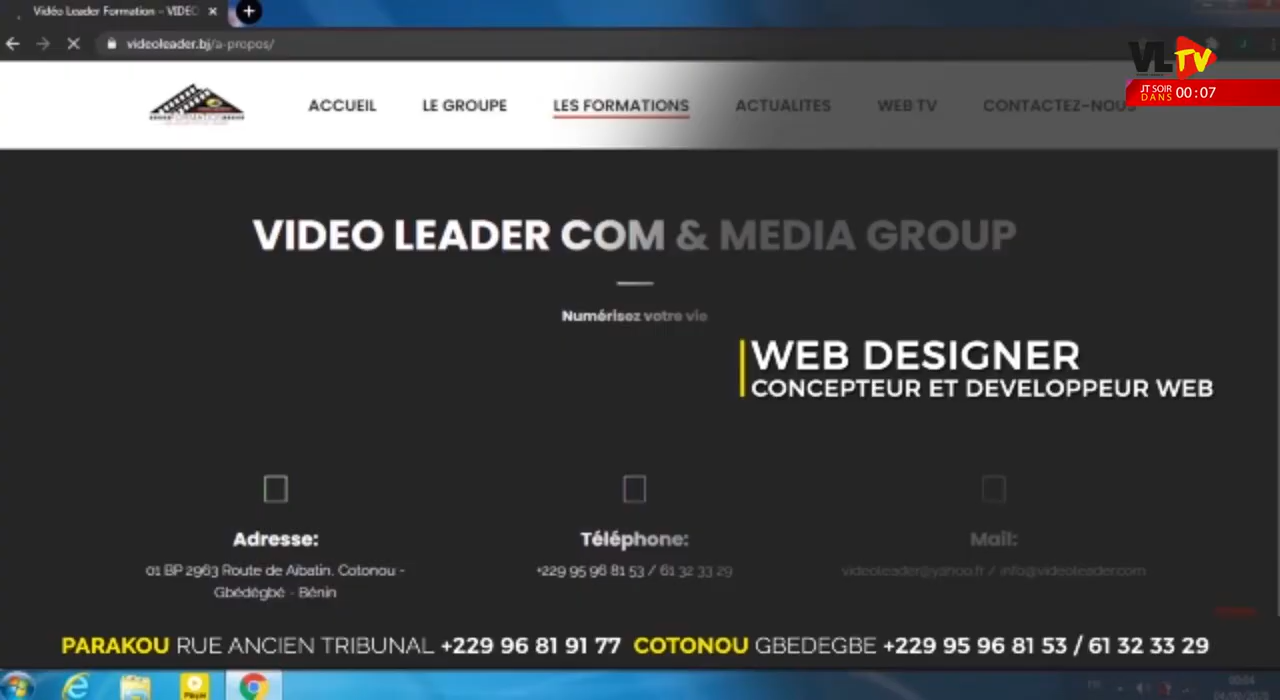 Vidéo Leader Formation – VIDEO
videoleader.bj/a-propos/
VLTV
JT SOIR DANS 00:07
FORMATION
ACCUEIL LE GROUPE LES FORMATIONS ACTUALITES WEB TV CONTACTEZ-NOUS
VIDEO LEADER COM & MEDIA GROUP
Numérisez votre vie
WEB DESIGNER
CONCEPTEUR ET DEVELOPPEUR WEB
Adresse: Téléphone: Mail:
01 BP 2963 Route de Aïbatin, Cotonou - +229 95 96 81 53 / 61 32 33 29 videoleader@yahoo.fr / info@videoleader.com
Gbédégbé - Bénin
PARAKOU RUE ANCIEN TRIBUNAL +229 96 81 91 77 COTONOU GBEDEGBE +229 95 96 81 53 / 61 32 33 29
Player
FR